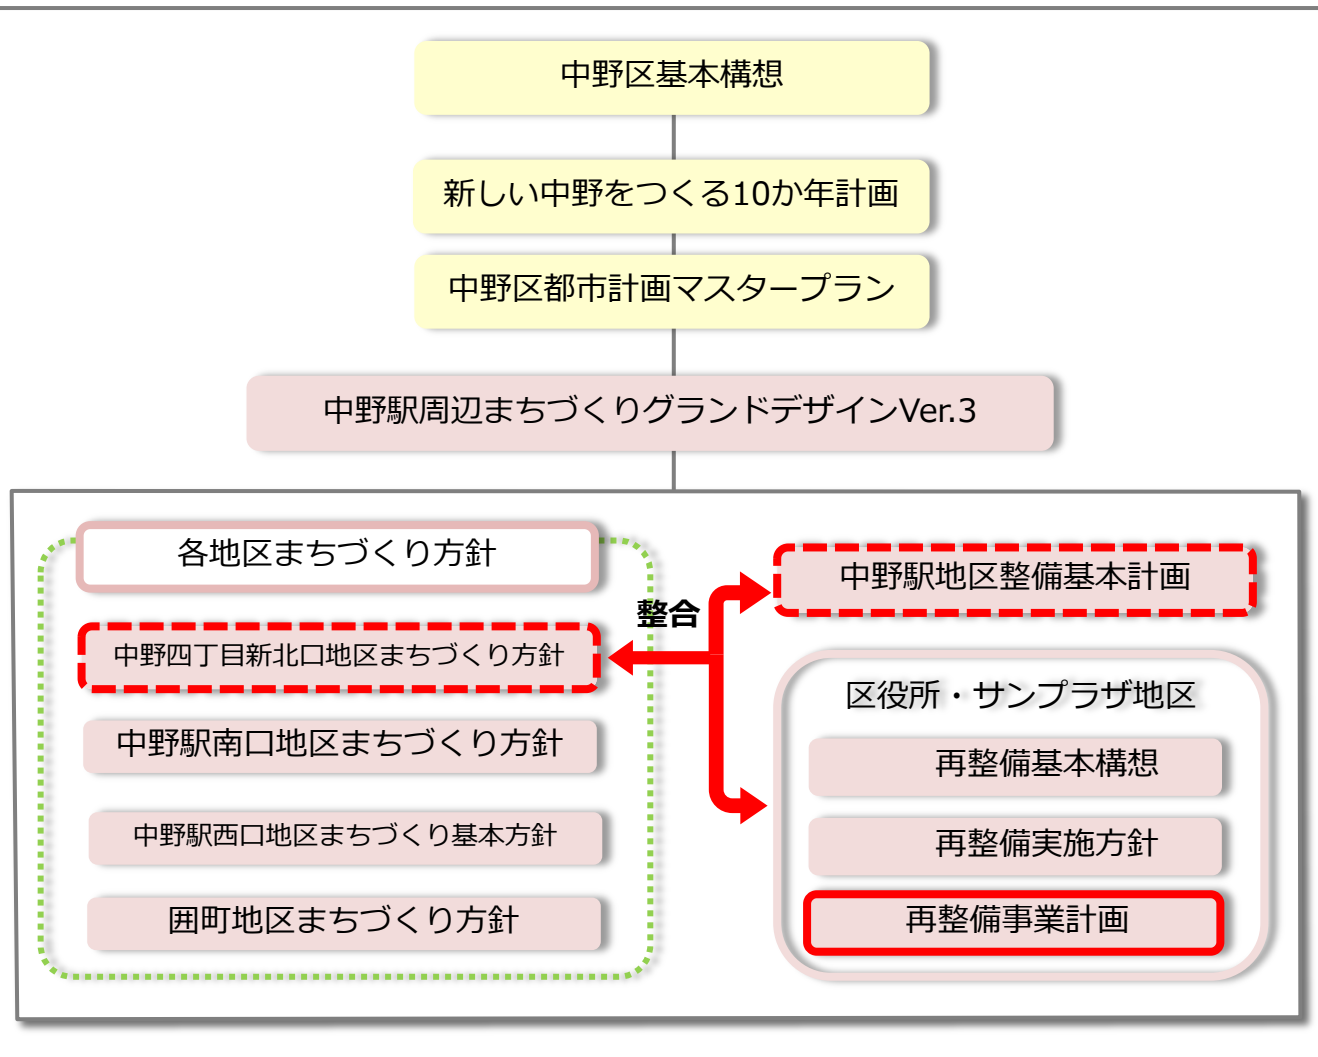 中野区基本構想
新しい中野をつくる10か年計画
中野区都市計画マスタープラン
中野駅周辺まちづくりグランドデザインVer.3
各地区まちづくり方針
中野四丁目新北口地区まちづくり方針
中野駅南口地区まちづくり方針
中野駅西口地区まちづくり基本方針
囲町地区まちづくり方針
整合
中野駅地区整備基本計画
区役所・サンプラザ地区
再整備基本構想
再整備実施方針
再整備事業計画